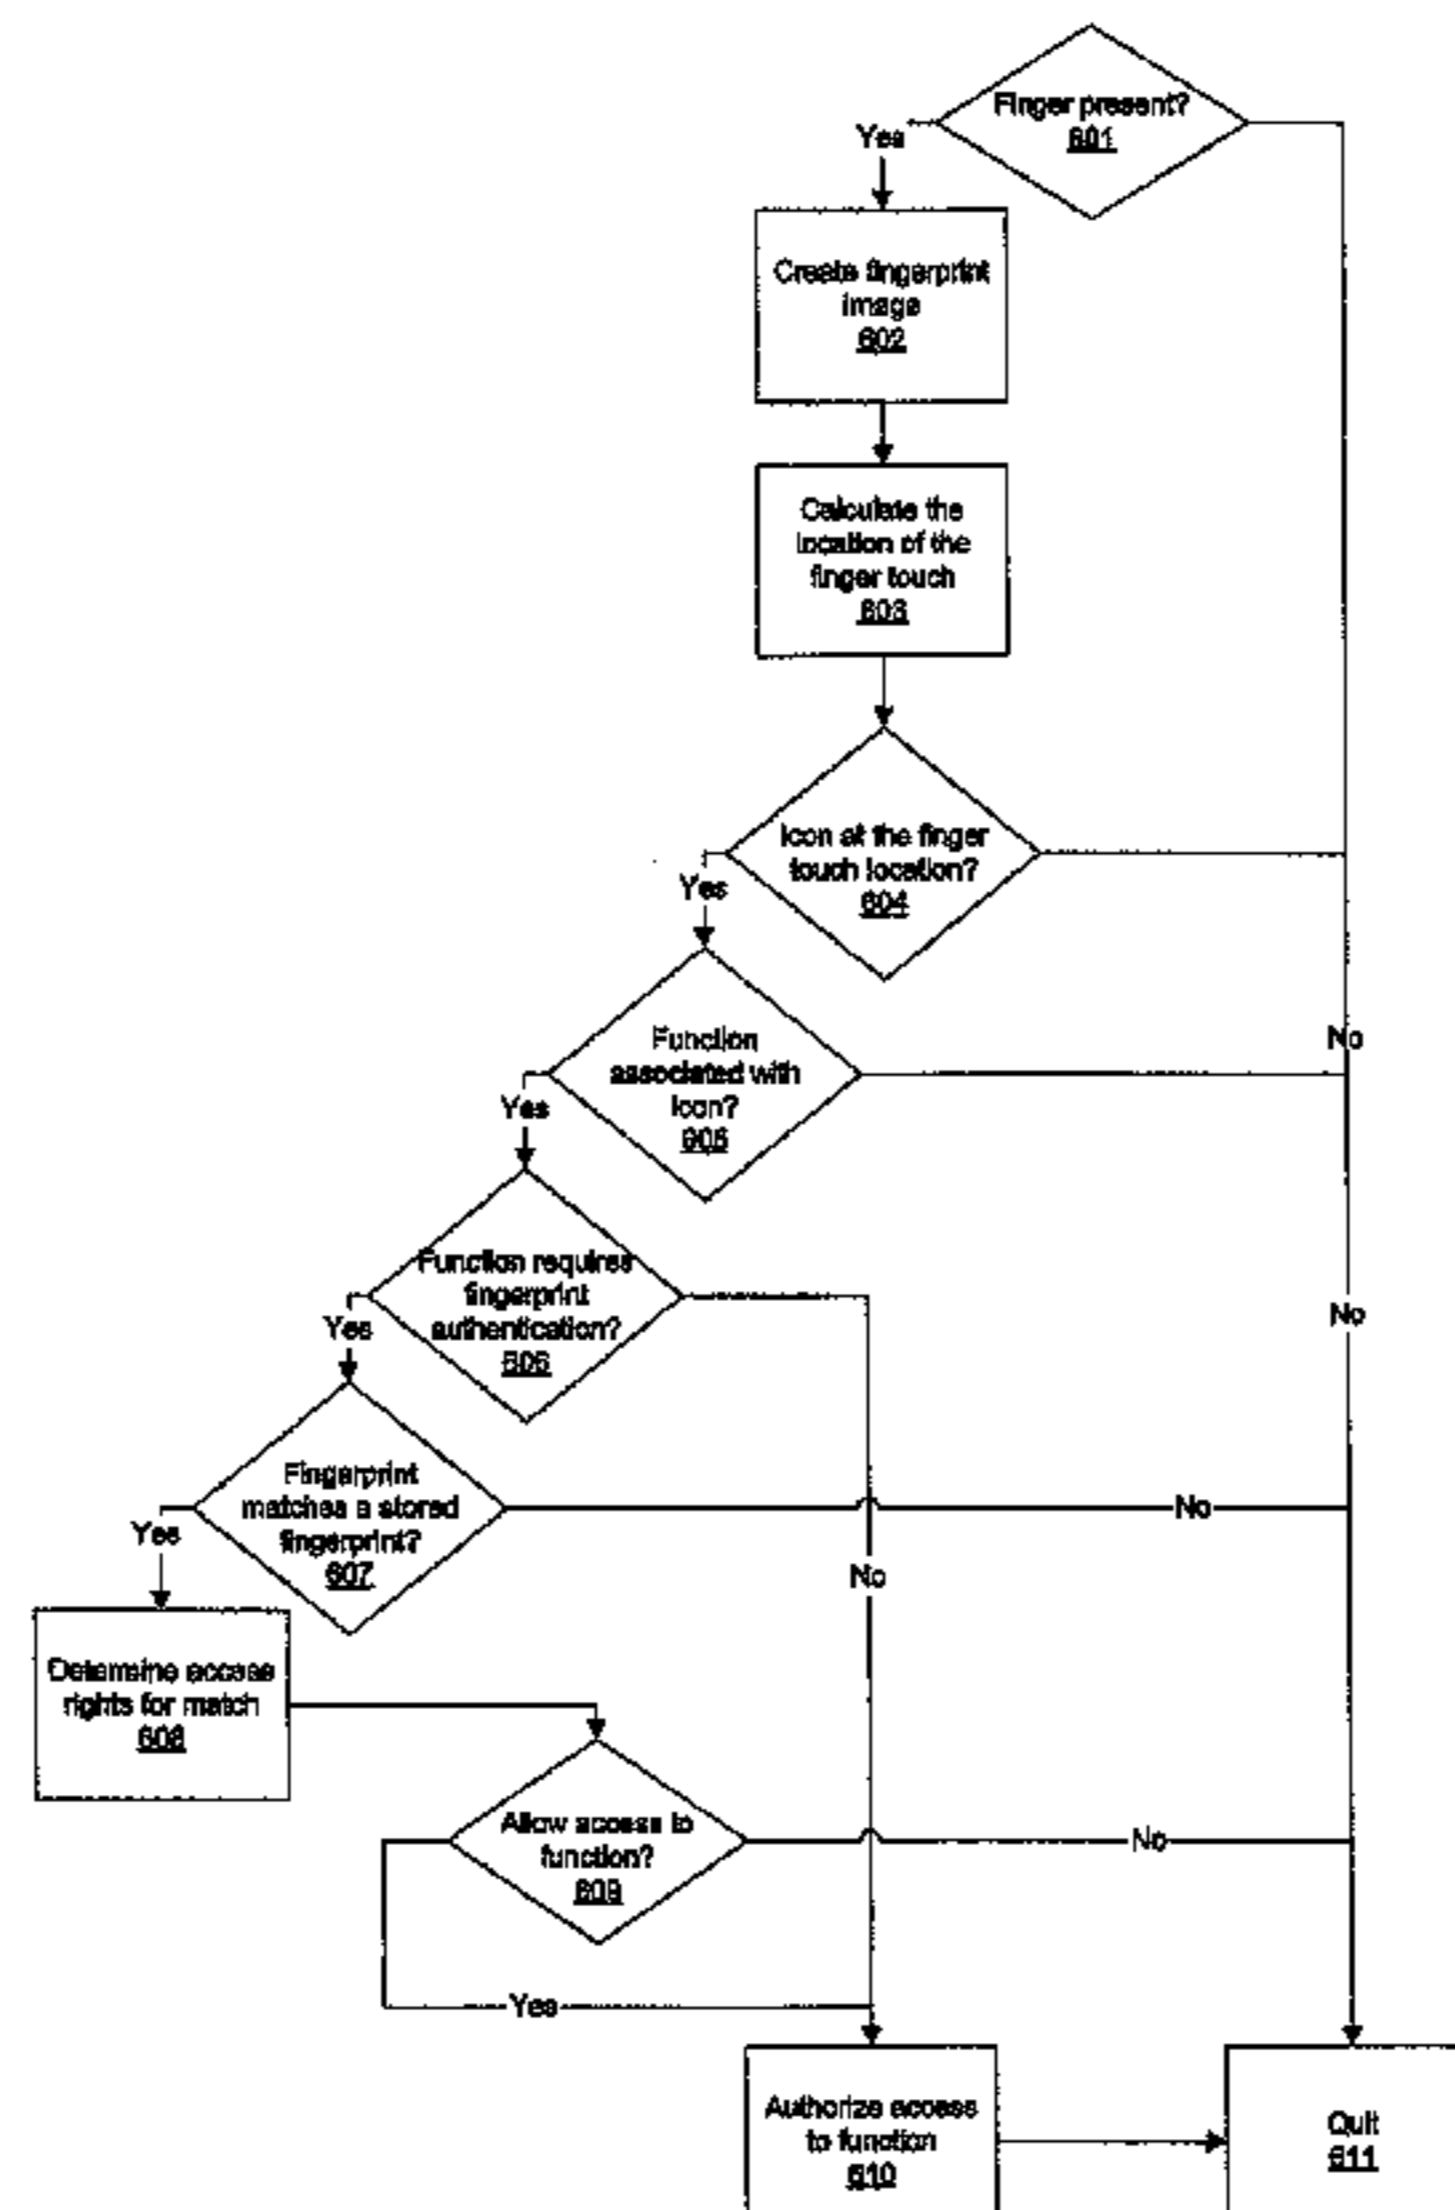 Finger present?
601
Yes
Create fingerprint
image
602
Calculate the
location of the
finger touch
603
Icon at the finger
touch location?
604
Yes
Function
associated with
Icon?
605
No
Yes
Function requires
fingerprint
authentication?
606
No
Yes
Fingerprint
matches a stored
fingerprint?
607
No
Yes
No
Determine access
rights for match
608
Allow access to
function?
609
No
Yes
Authorize access
to function
610
Quit
611